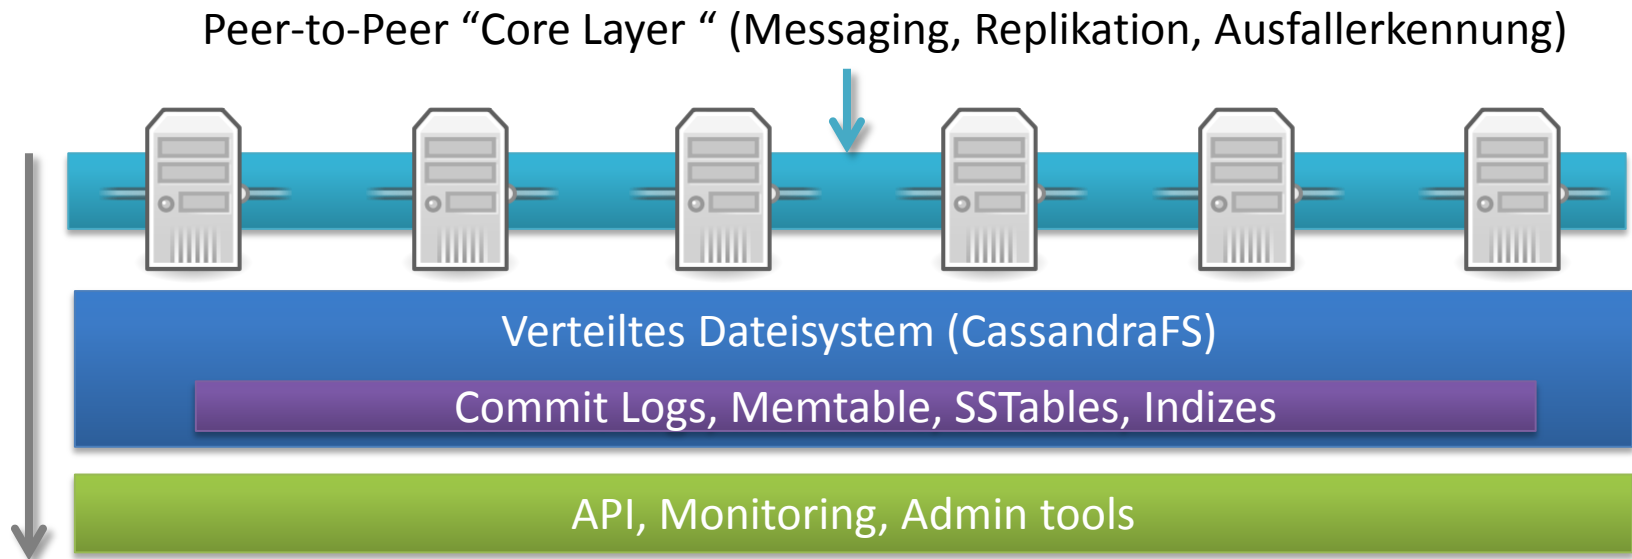 Peer-to-Peer “Core Layer “ (Messaging, Replikation, Ausfallerkennung)
Verteiltes Dateisystem (CassandraFS)
Commit Logs, Memtable, SSTables, Indizes
API, Monitoring, Admin tools